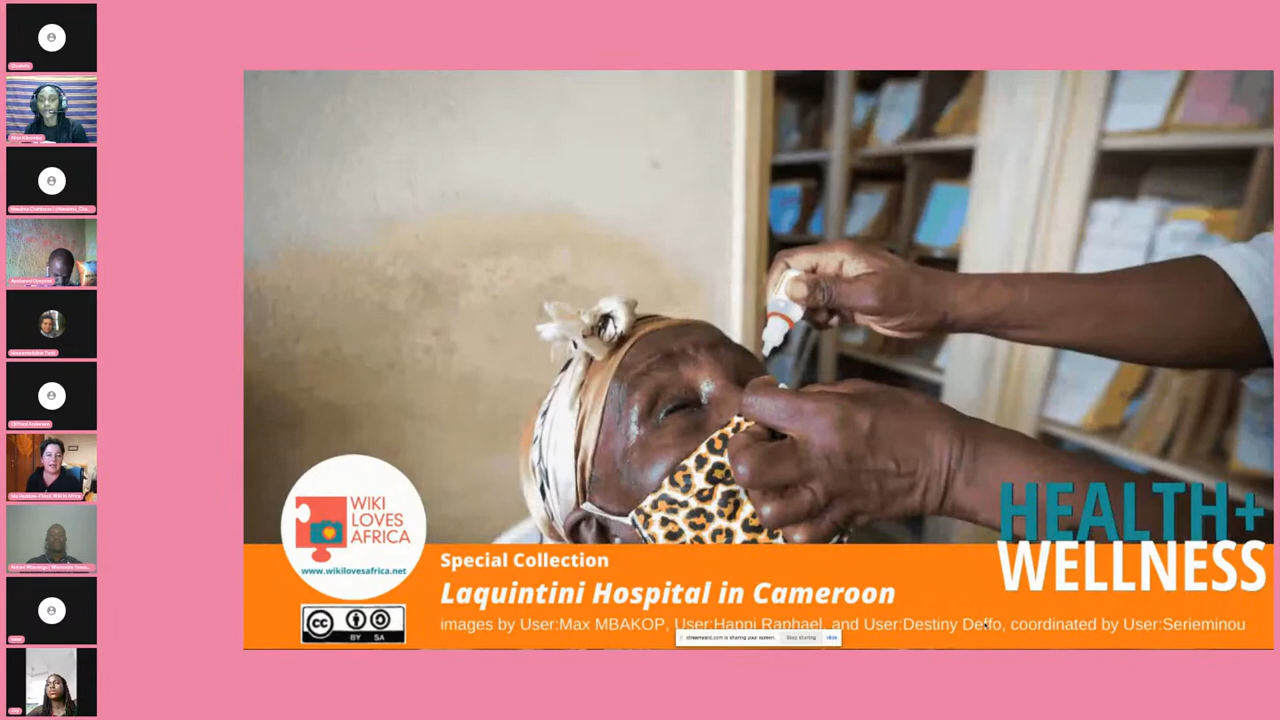 WIKI
LOVES
AFRICA
www.wikilovesafrica.net
CC BY SA
HEALTH+
WELLNESS
Special Collection
Laquintini Hospital in Cameroon
images by User:Max MBAKOP, User:Happi Raphael, and User:Destiny Deffo, coordinated by User:Serieminou
streamyard.com is sharing your screen. Stop sharing Hide